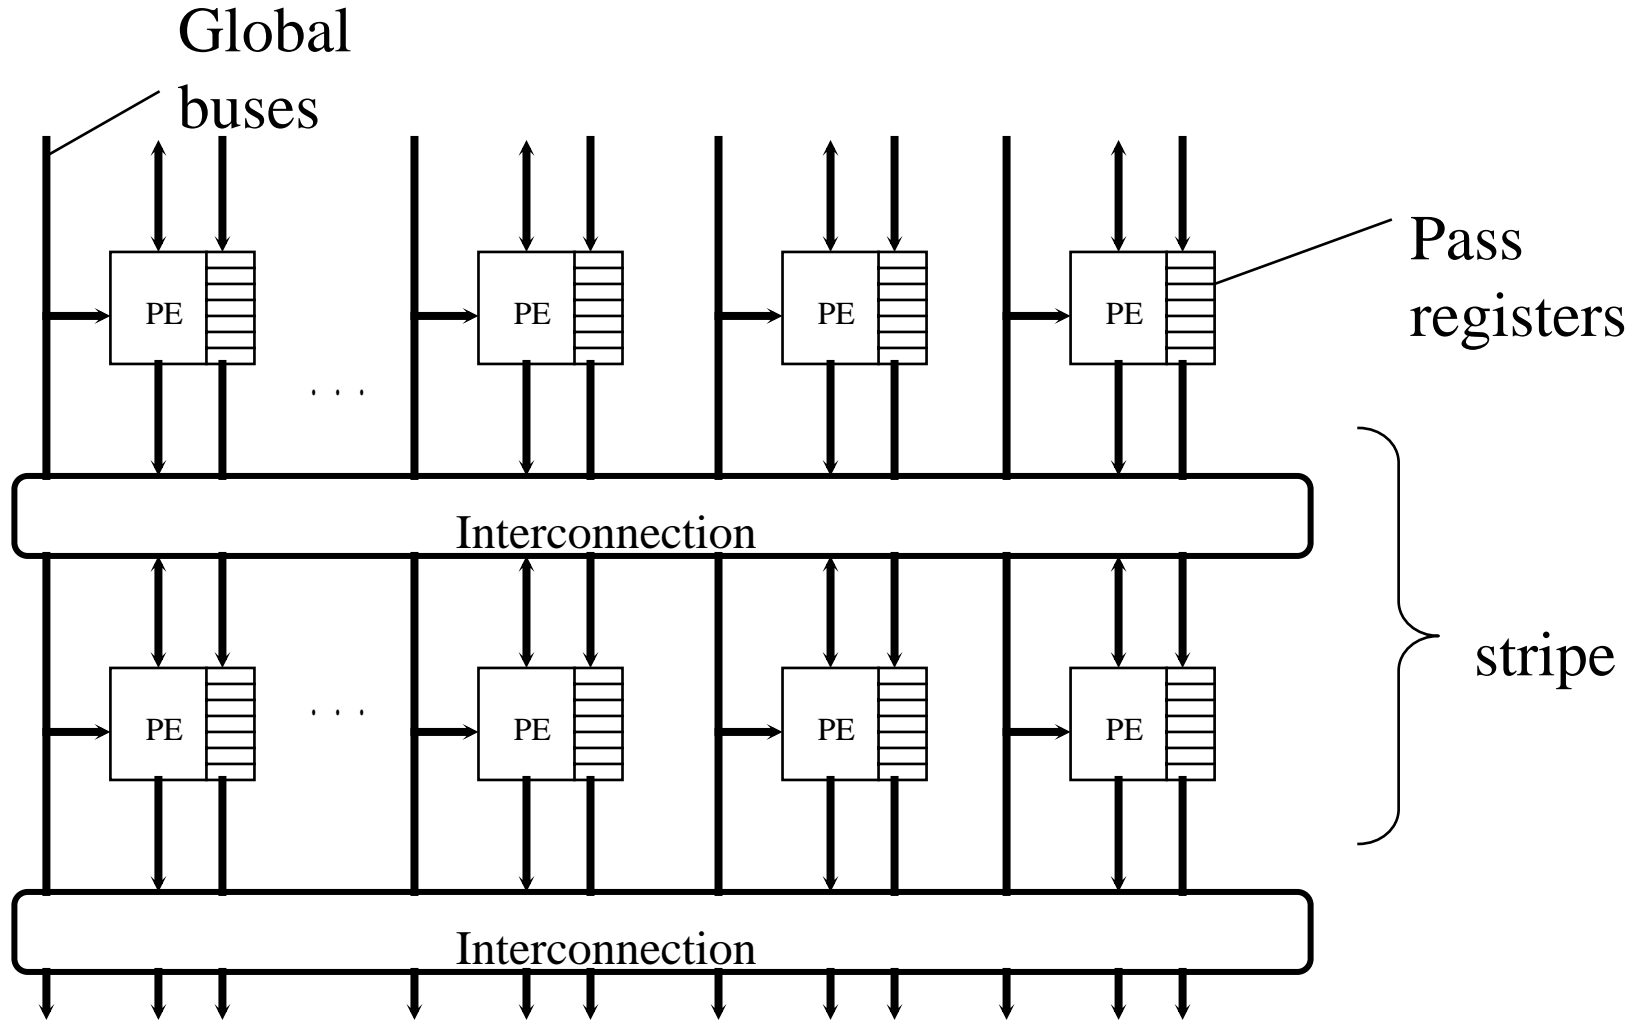 Global
buses
Pass
registers
PE PE PE PE
. . .
Interconnection
stripe
. . .
PE PE PE PE
Interconnection